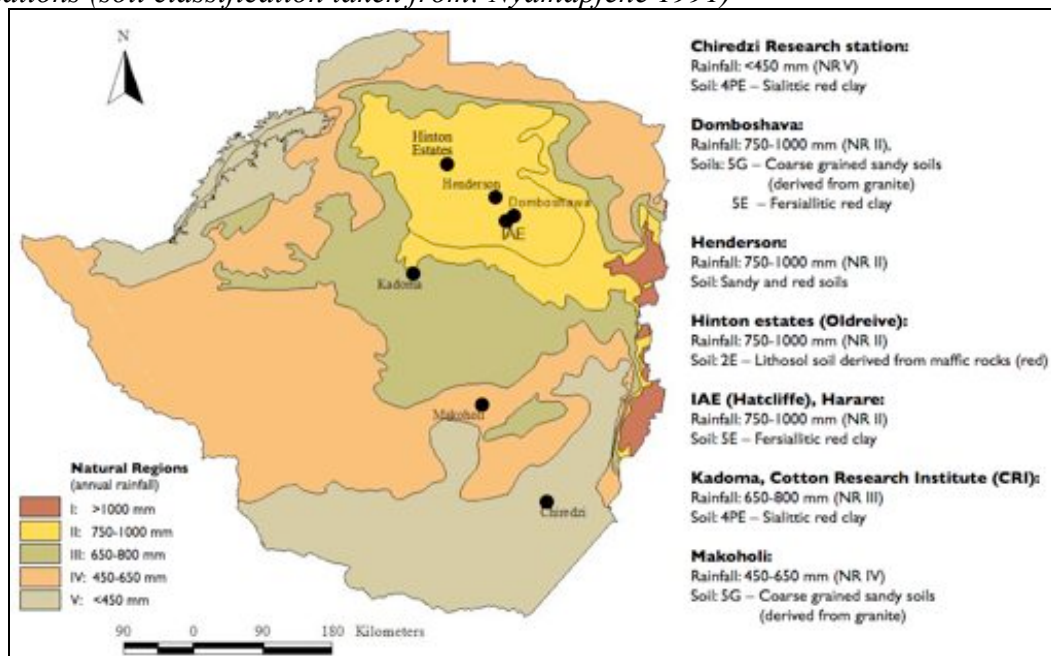 ations (soil classification taken from: Nyamapfene 1991)
N
Hinton
Estates
Henderson
Domboshawa
IAE
Kadoma
Makoholi
Chiredzi
Natural Regions
(annual rainfall)
I: >1000 mm
II: 750-1000 mm
III: 650-800 mm
IV: 450-650 mm
V: <450 mm
90 0 90 180 Kilometers
Chiredzi Research station:
Rainfall: <450 mm (NR V)
Soil: 4PE – Siallitic red clay
Domboshava:
Rainfall: 750-1000 mm (NR II),
Soils: 5G – Coarse grained sandy soils
(derived from granite)
5E – Fersiallitic red clay
Henderson:
Rainfall: 750-1000 mm (NR II)
Soil: Sandy and red soils
Hinton estates (Oldreive):
Rainfall: 750-1000 mm (NR II)
Soil: 2E – Lithosol soil derived from maffic rocks (red)
IAE (Hatcliffe), Harare:
Rainfall: 750-1000 mm (NR II)
Soil: 5E – Fersiallitic red clay
Kadoma, Cotton Research Institute (CRI):
Rainfall: 650-800 mm (NR III)
Soil: 4PE – Siallitic red clay
Makoholi:
Rainfall: 450-650 mm (NR IV)
Soil: 5G – Coarse grained sandy soils
(derived from granite)